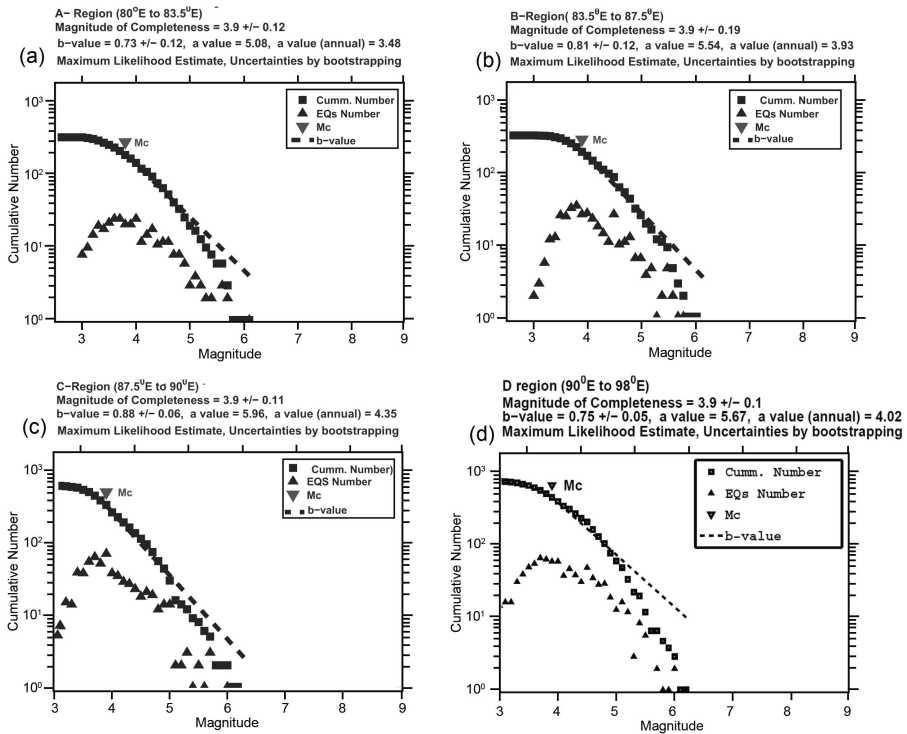 A− Region (80⁰E to 83.5⁰E)
Magnitude of Completeness = 3.9 +/− 0.12
b−value = 0.73 +/− 0.12, a value = 5.08, a value (annual) = 3.48
(a)
Maximum Likelihood Estimate, Uncertainties by bootstrapping
Cumulative Number
10³
10²
10¹
10⁰
Cumm. Number
EQs Number
Mc
b−value
Mc
3 4 5 6 7 8 9
Magnitude
B−Region( 83.5⁰E to 87.5⁰E)
Magnitude of Completeness = 3.9 +/− 0.19
b−value = 0.81 +/− 0.12, a value = 5.54, a value (annual) = 3.93
(b)
Maximum Likelihood Estimate, Uncertainties by bootstrapping
Cumulative Number
10³
10²
10¹
10⁰
Cumm. Number
EQs Number
Mc
b−value
Mc
3 4 5 6 7 8 9
Magnitude
C−Region (87.5⁰E to 90⁰E)
Magnitude of Completeness = 3.9 +/− 0.11
b−value = 0.88 +/− 0.06, a value = 5.96, a value (annual) = 4.35
(c)
Maximum Likelihood Estimate, Uncertainties by bootstrapping
Cumulative Number
10³
10²
10¹
10⁰
Cumm. Number)
EQS Number
Mc
b−value
Mc
3 4 5 6 7 8 9
Magnitude
D region (90⁰E to 98⁰E)
Magnitude of Completeness = 3.9 +/− 0.1
b−value = 0.75 +/− 0.05, a value = 5.67, a value (annual) = 4.02
(d)
Maximum Likelihood Estimate, Uncertainties by bootstrapping
Cumulative Number
10³
10²
10¹
10⁰
Cumm. Number
EQs Number
Mc
b−value
Mc
3 4 5 6 7 8 9
Magnitude